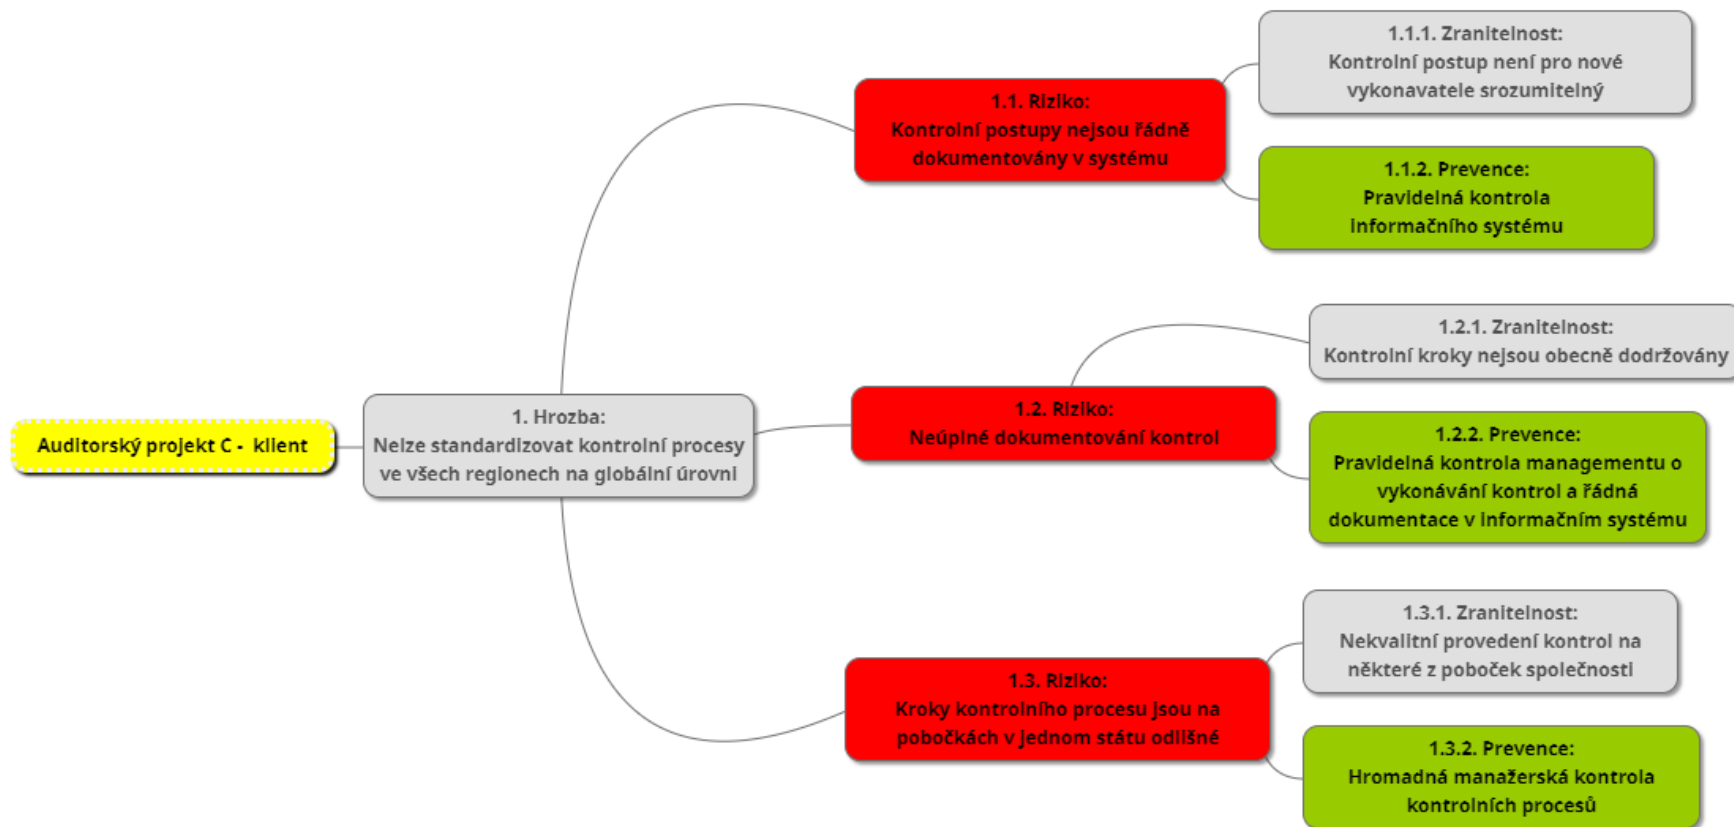 Auditorský projekt C - klient
1. Hrozba:
Nelze standardizovat kontrolní procesy
ve všech regionech na globální úrovni
1.1. Riziko:
Kontrolní postupy nejsou řádně
dokumentovány v systému
1.1.1. Zranitelnost:
Kontrolní postup není pro nové
vykonavatele srozumitelný
1.1.2. Prevence:
Pravidelná kontrola
informačního systému
1.2. Riziko:
Neúplné dokumentování kontrol
1.2.1. Zranitelnost:
Kontrolní kroky nejsou obecně dodržovány
1.2.2. Prevence:
Pravidelná kontrola managementu o
vykonávání kontrol a řádná
dokumentace v informačním systému
1.3. Riziko:
Kroky kontrolního procesu jsou na
pobočkách v jednom státu odlišné
1.3.1. Zranitelnost:
Nekvalitní provedení kontrol na
některé z poboček společnosti
1.3.2. Prevence:
Hromadná manažerská kontrola
kontrolních procesů